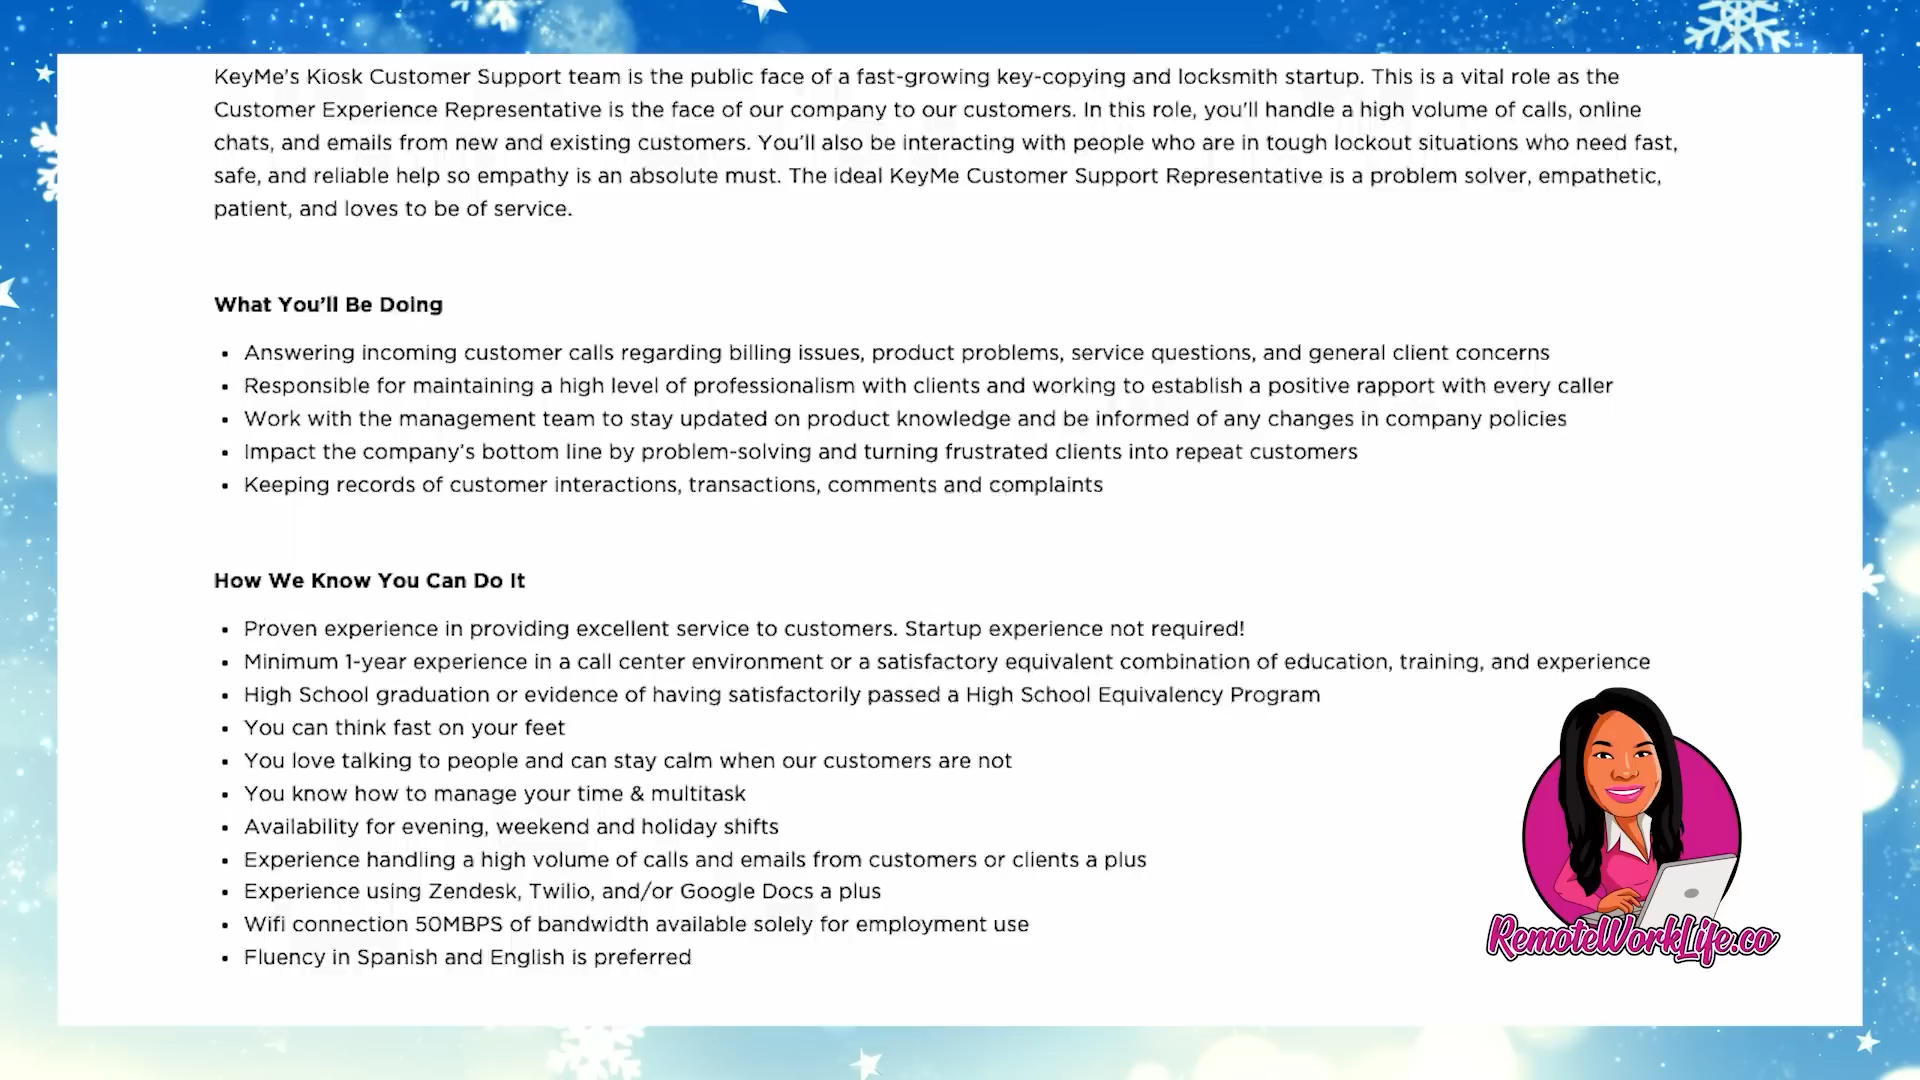 KeyMe's Kiosk Customer Support team is the public face of a fast-growing key-copying and locksmith startup. This is a vital role as the
Customer Experience Representative is the face of our company to our customers. In this role, you'll handle a high volume of calls, online
chats, and emails from new and existing customers. You'll also be interacting with people who are in tough lockout situations who need fast,
safe, and reliable help so empathy is an absolute must. The ideal KeyMe Customer Support Representative is a problem solver, empathetic,
patient, and loves to be of service.
What You'll Be Doing
• Answering incoming customer calls regarding billing issues, product problems, service questions, and general client concerns
• Responsible for maintaining a high level of professionalism with clients and working to establish a positive rapport with every caller
• Work with the management team to stay updated on product knowledge and be informed of any changes in company policies
• Impact the company's bottom line by problem-solving and turning frustrated clients into repeat customers
• Keeping records of customer interactions, transactions, comments and complaints
How We Know You Can Do It
• Proven experience in providing excellent service to customers. Startup experience not required!
• Minimum 1-year experience in a call center environment or a satisfactory equivalent combination of education, training, and experience
• High School graduation or evidence of having satisfactorily passed a High School Equivalency Program
• You can think fast on your feet
• You love talking to people and can stay calm when our customers are not
• You know how to manage your time & multitask
• Availability for evening, weekend and holiday shifts
• Experience handling a high volume of calls and emails from customers or clients a plus
• Experience using Zendesk, Twilio, and/or Google Docs a plus
• Wifi connection 50MBPS of bandwidth available solely for employment use
• Fluency in Spanish and English is preferred
RemoteWorkLife.co